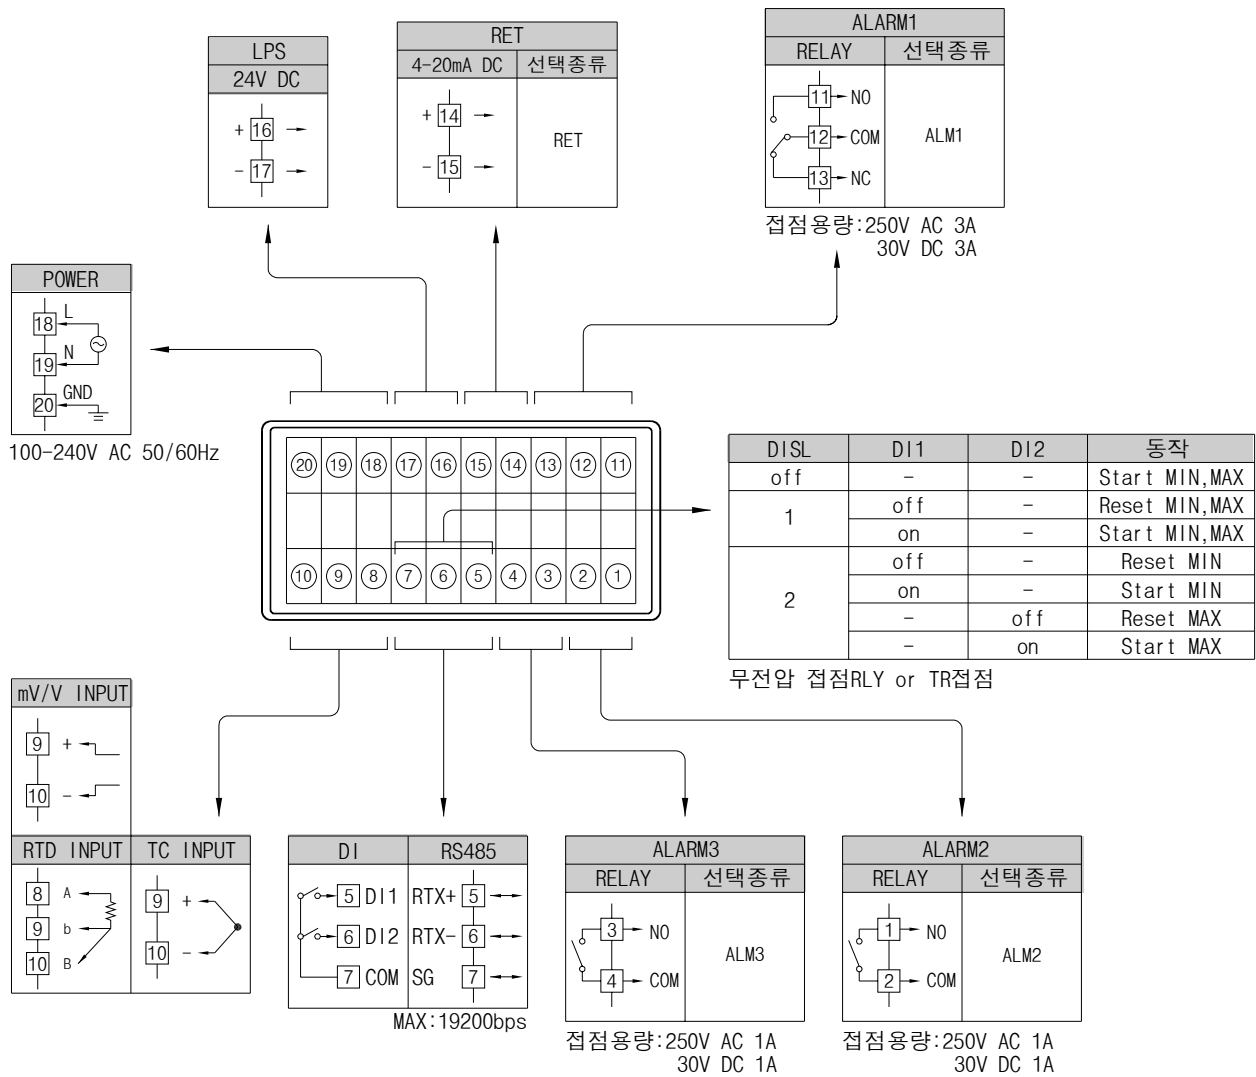 LPS
24V DC
+ 16
- 17
RET
4-20mA DC 선택종류
+ 14
- 15
RET
ALARM1
RELAY 선택종류
11 NO
12 COM
13 NC
ALM1
접점용량:250V AC 3A
30V DC 3A
POWER
18 L
19 N
20 GND
100-240V AC 50/60Hz
20 19 18 17 16 15 14 13 12 11
10 9 8 7 6 5 4 3 2 1
DISL DI1 DI2 동작
off - - Start MIN,MAX
1 off - Reset MIN,MAX
on - Start MIN,MAX
2 off - Reset MIN
on - Start MIN
- off Reset MAX
- on Start MAX
무전압 접점RLY or TR접점
mV/V INPUT
9 +
10 -
RTD INPUT
8 A
9 b
10 B
TC INPUT
9 +
10 -
DI
5 DI1
6 DI2
7 COM
RS485
RTX+ 5
RTX- 6
SG 7
MAX:19200bps
ALARM3
RELAY 선택종류
3 NO
4 COM
ALM3
접점용량:250V AC 1A
30V DC 1A
ALARM2
RELAY 선택종류
1 NO
2 COM
ALM2
접점용량:250V AC 1A
30V DC 1A